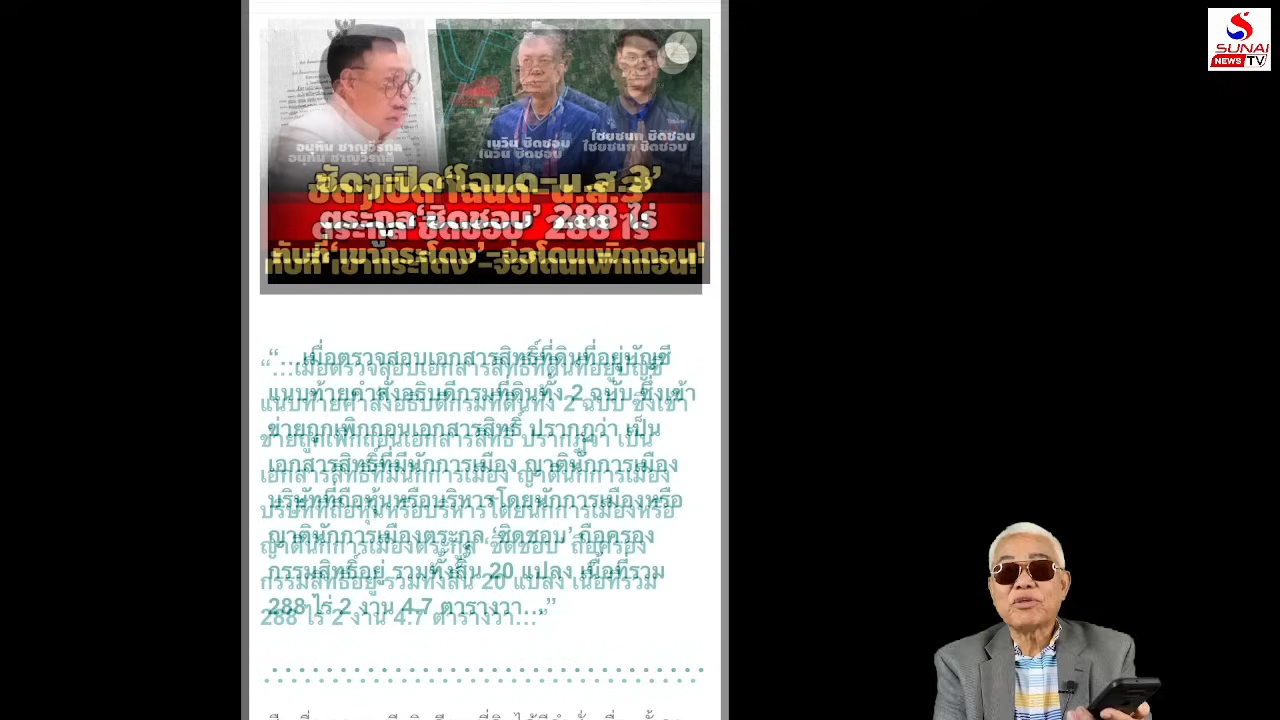 SUNAI
NEWS TV
อนุทิน ชาญวีรกูล
เนวิน ชิดชอบ
ไชยชนก ชิดชอบ
ชัดๆเปิด‘โฉนด-น.ส.3’
ตระกูล‘ชิดชอบ’ 288 ไร่
ทับที่‘เขากระโดง’-จ่อโดนเพิกถอน!
“…เมื่อตรวจสอบเอกสารสิทธิ์ที่ดินที่อยู่บัญชี
แนบท้ายคำสั่งอธิบดีกรมที่ดินทั้ง 2 ฉบับ ซึ่งเข้า
ข่ายถูกเพิกถอนเอกสารสิทธิ์ ปรากฏว่า เป็น
เอกสารสิทธิ์ที่มีนักการเมือง ญาตินักการเมือง
บริษัทที่ถือหุ้นหรือบริหารโดยนักการเมืองหรือ
ญาตินักการเมืองตระกูล ‘ชิดชอบ’ ถือครอง
กรรมสิทธิ์อยู่ รวมทั้งสิ้น 20 แปลง เนื้อที่รวม
288 ไร่ 2 งาน 4.7 ตารางวา…”